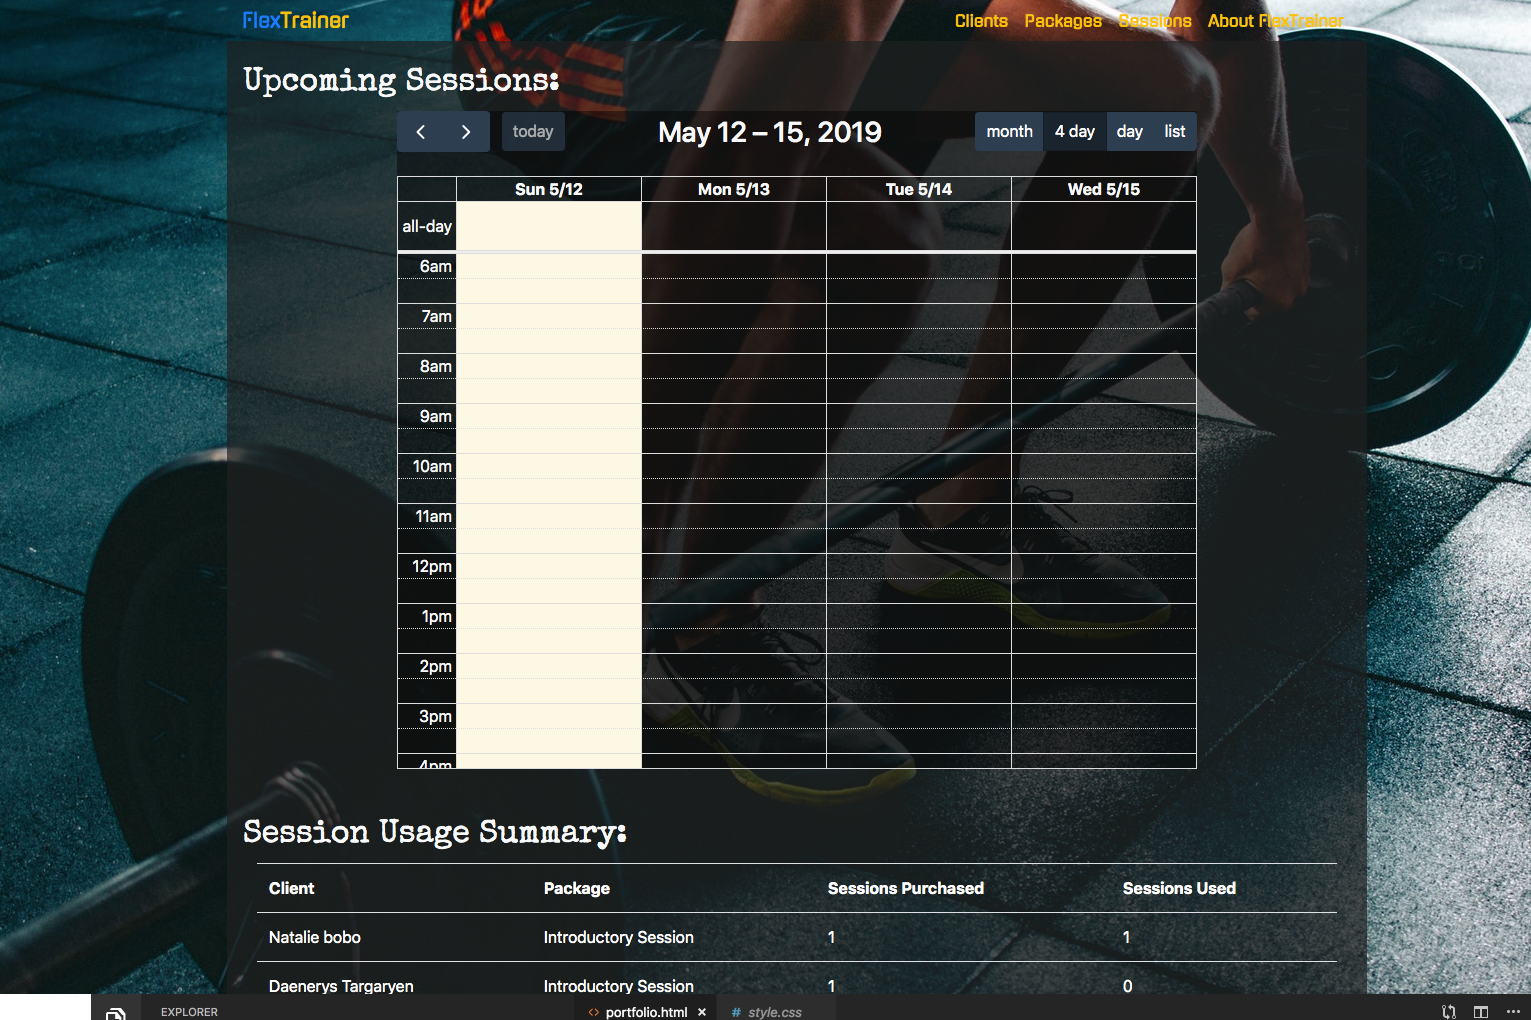 FlexTrainer Clients Packages Sessions About FlexTrainer
Upcoming Sessions:
today May 12 – 15, 2019 month 4 day day list
Sun 5/12 Mon 5/13 Tue 5/14 Wed 5/15
all-day
6am
7am
8am
9am
10am
11am
12pm
1pm
2pm
3pm
4pm
Session Usage Summary:
Client Package Sessions Purchased Sessions Used
Natalie bobo Introductory Session 1 1
Daenerys Targaryen Introductory Session 1 0
EXPLORER <> portfolio.html × # style.css ...